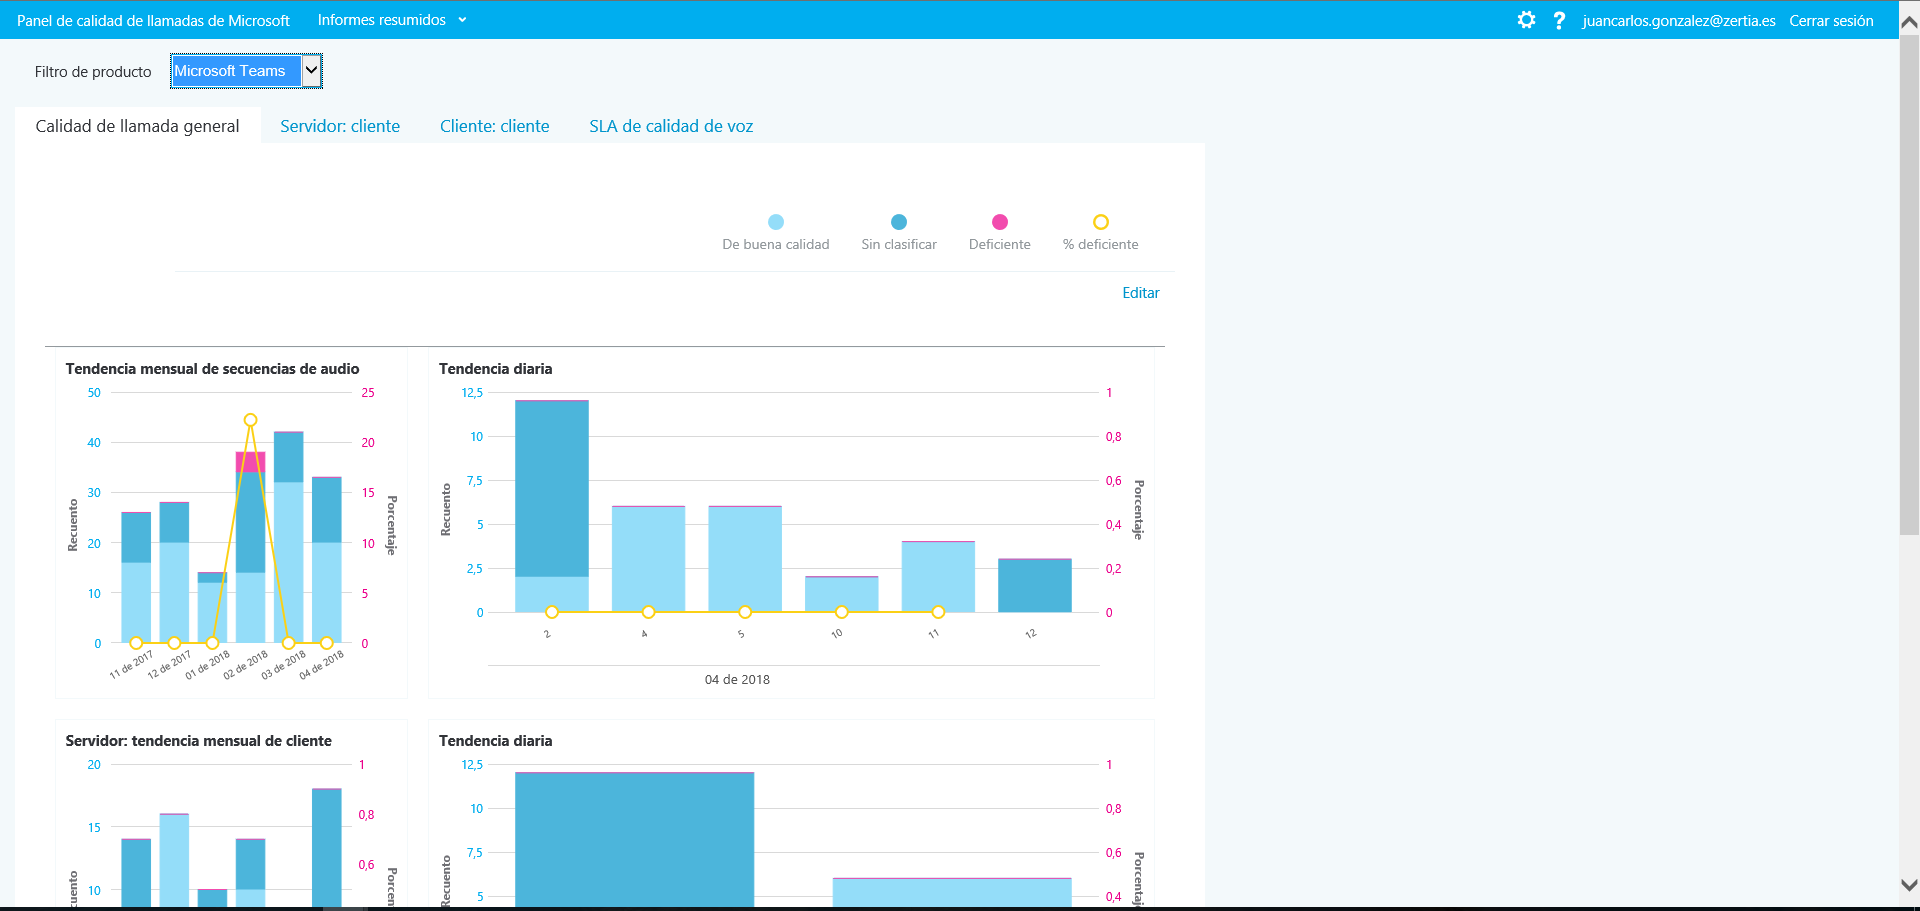 Panel de calidad de llamadas de Microsoft Informes resumidos ? juancarlos.gonzalez@zertia.es Cerrar sesión
Filtro de producto Microsoft Teams
Calidad de llamada general Servidor: cliente Cliente: cliente SLA de calidad de voz
De buena calidad Sin clasificar Deficiente % deficiente
Editar
Tendencia mensual de secuencias de audio
50
40
30
20
10
0
25
20
15
10
5
0
Recuento
Porcentaje
11 de 2017 12 de 2017 01 de 2018 02 de 2018 03 de 2018 04 de 2018
Tendencia diaria
12,5
10
7,5
5
2,5
0
1
0,8
0,6
0,4
0,2
0
Recuento
Porcentaje
2 4 5 10 11 12
04 de 2018
Servidor: tendencia mensual de cliente
20
15
10
1
0,8
0,6
cuento
Porcen
Tendencia diaria
12,5
10
7,5
5
1
0,8
0,6
0,4
Recuento
Porcentaj